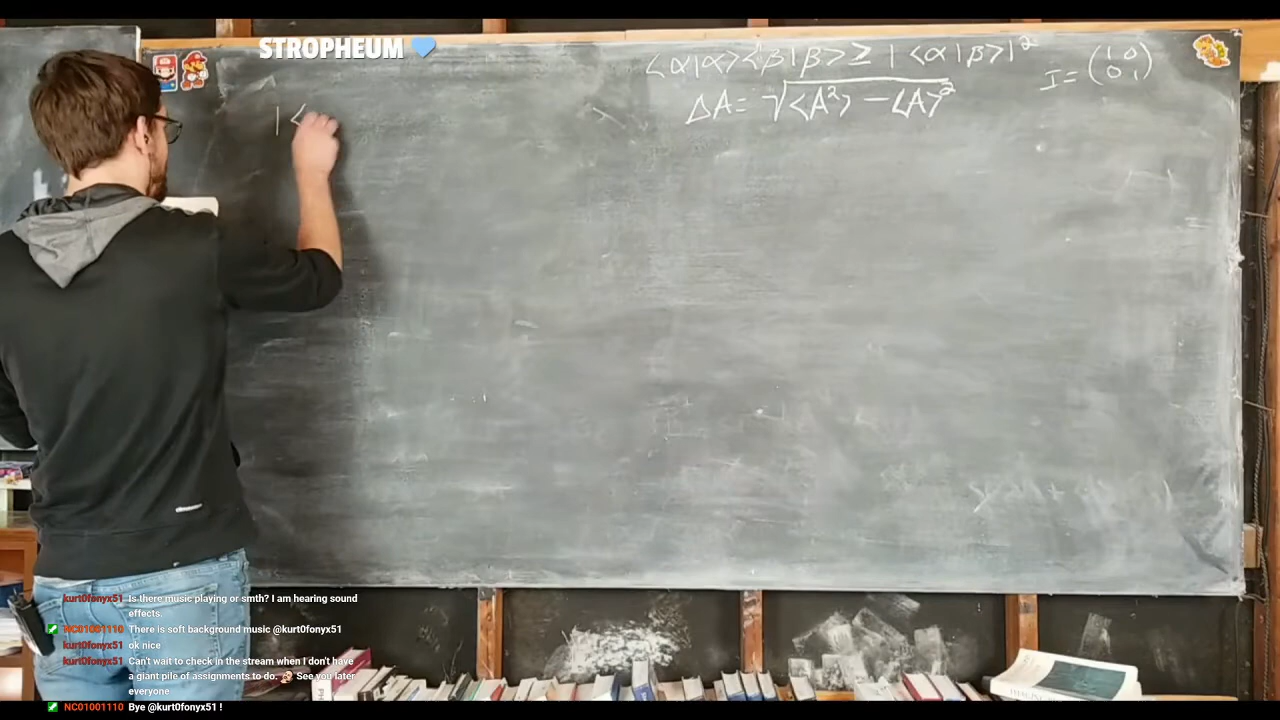 STROPHEUM
<α|α><β|β> ≥ |<α|β>|²
I = (1 0
0 1)
ΔA = √<A²> - <A>²
|<
kurt0fonyx51 Is there music playing or smth? I am hearing sound
effects
NC01001110 There is soft background music @kurt0fonyx51
kurt0fonyx51 ok nice
kurt0fonyx51 Can't wait to check in the stream when I don't have
a giant pile of assignments to do. See you later
everyone
NC01001110 Bye @kurt0fonyx51 !